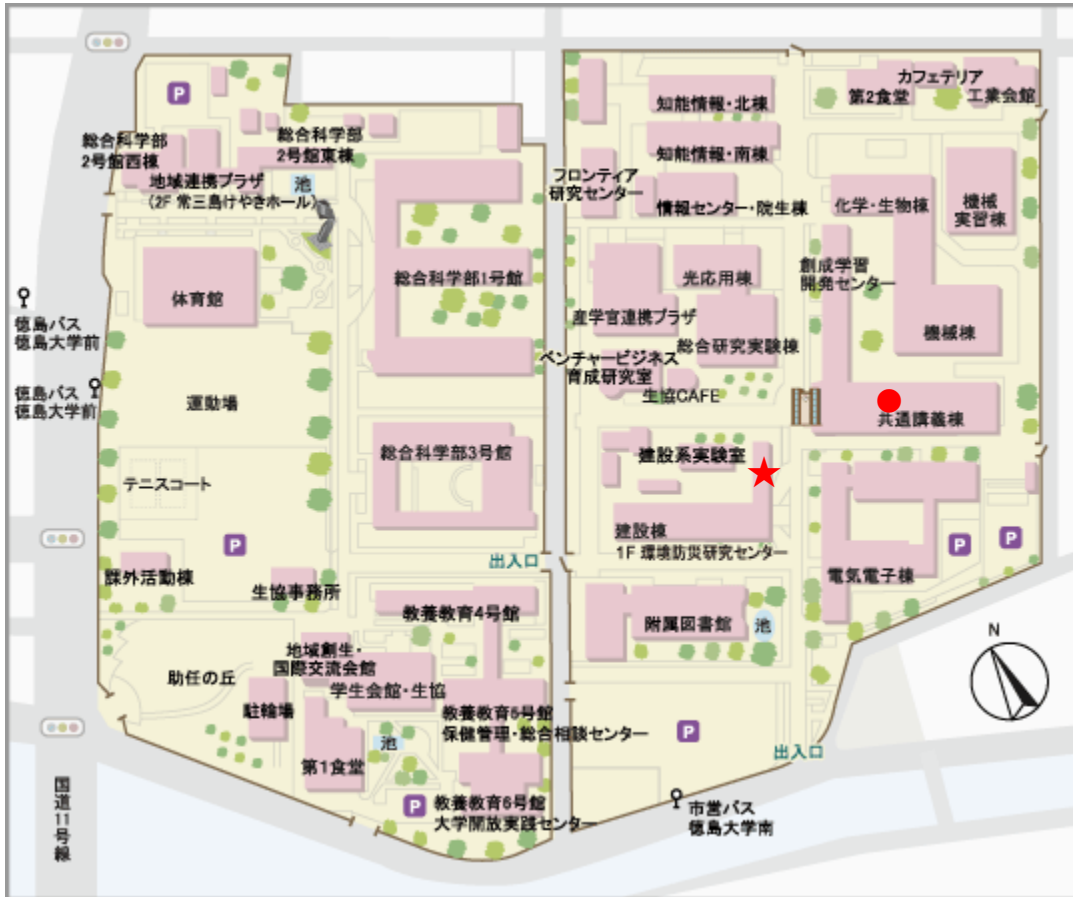 P
総合科学部
2号館西棟
総合科学部
2号館東棟
地域連携プラザ
(2F 常三島けやきホール)
池
体育館
総合科学部1号館
徳島バス
徳島大学前
徳島バス
徳島大学前
運動場
総合科学部3号館
テニスコート
P
課外活動棟
生協事務所
出入口
教養教育4号館
地域創生・
国際交流会館
学生会館・生協
助任の丘
駐輪場
教養教育5号館
保健管理・総合相談センター
池
第1食堂
P
教養教育6号館
大学開放実践センター
国道11号線
知能情報・北棟
知能情報・南棟
フロンティア
研究センター
情報センター・院生棟
カフェテリア
第2食堂
工業会館
化学・生物棟
機械
実習棟
光応用棟
創成学習
開発センター
産学官連携プラザ
総合研究実験棟
機械棟
ベンチャービジネス
育成研究室
生協CAFE
共通講義棟
建設系実験室
建設棟
1F 環境防災研究センター
P
P
電気電子棟
附属図書館
池
N
P
出入口
市営バス
徳島大学南